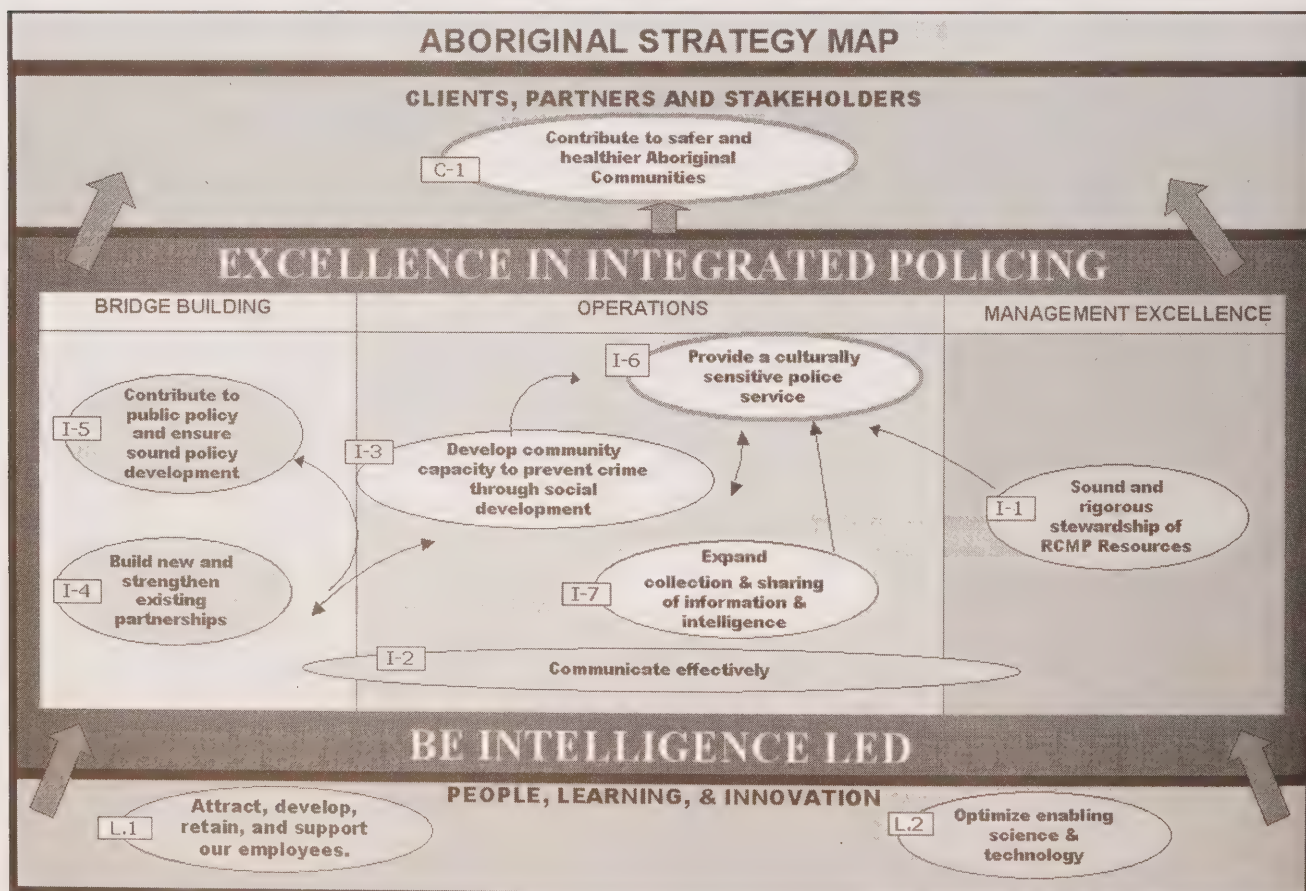 ABORIGINAL STRATEGY MAP
CLIENTS, PARTNERS AND STAKEHOLDERS
C-1
Contribute to safer and
healthier Aboriginal
Communities
EXCELLENCE IN INTEGRATED POLICING
BRIDGE BUILDING
I-5
Contribute to
public policy
and ensure
sound policy
development
I-4
Build new and
strengthen
existing
partnerships
OPERATIONS
I-6
Provide a culturally
sensitive police
service
I-3
Develop community
capacity to prevent crime
through social
development
I-7
Expand
collection & sharing
of information &
intelligence
I-2
Communicate effectively
MANAGEMENT EXCELLENCE
I-1
Sound and
rigorous
stewardship of
RCMP Resources
BE INTELLIGENCE LED
PEOPLE, LEARNING, & INNOVATION
L.1
Attract, develop,
retain, and support
our employees.
L.2
Optimize enabling
science &
technology